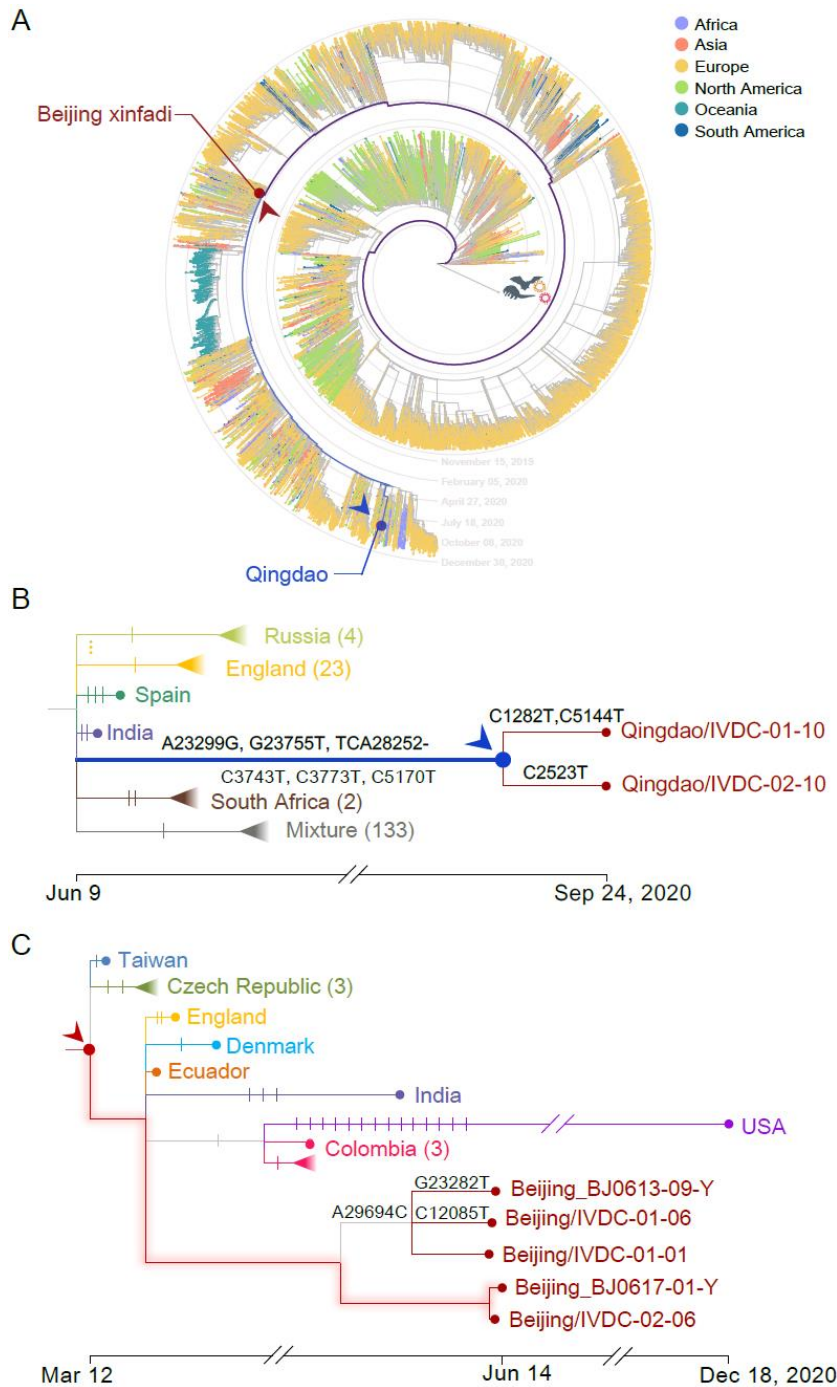 A
Africa
Asia
Europe
North America
Oceania
South America
Beijing xinfadi
November 15, 2015
February 05, 2020
April 27, 2020
July 18, 2020
October 08, 2020
December 30, 2020
Qingdao
B
Russia (4)
England (23)
Spain
India
A23299G, G23755T, TCA28252-
C3743T, C3773T, C5170T
C1282T,C5144T
Qingdao/IVDC-01-10
C2523T
Qingdao/IVDC-02-10
South Africa (2)
Mixture (133)
Jun 9
Sep 24, 2020
C
Taiwan
Czech Republic (3)
England
Denmark
Ecuador
India
USA
Colombia (3)
G23282T
Beijing_BJ0613-09-Y
A29694C
C12085T
Beijing/IVDC-01-06
Beijing/IVDC-01-01
Beijing_BJ0617-01-Y
Beijing/IVDC-02-06
Mar 12
Jun 14
Dec 18, 2020